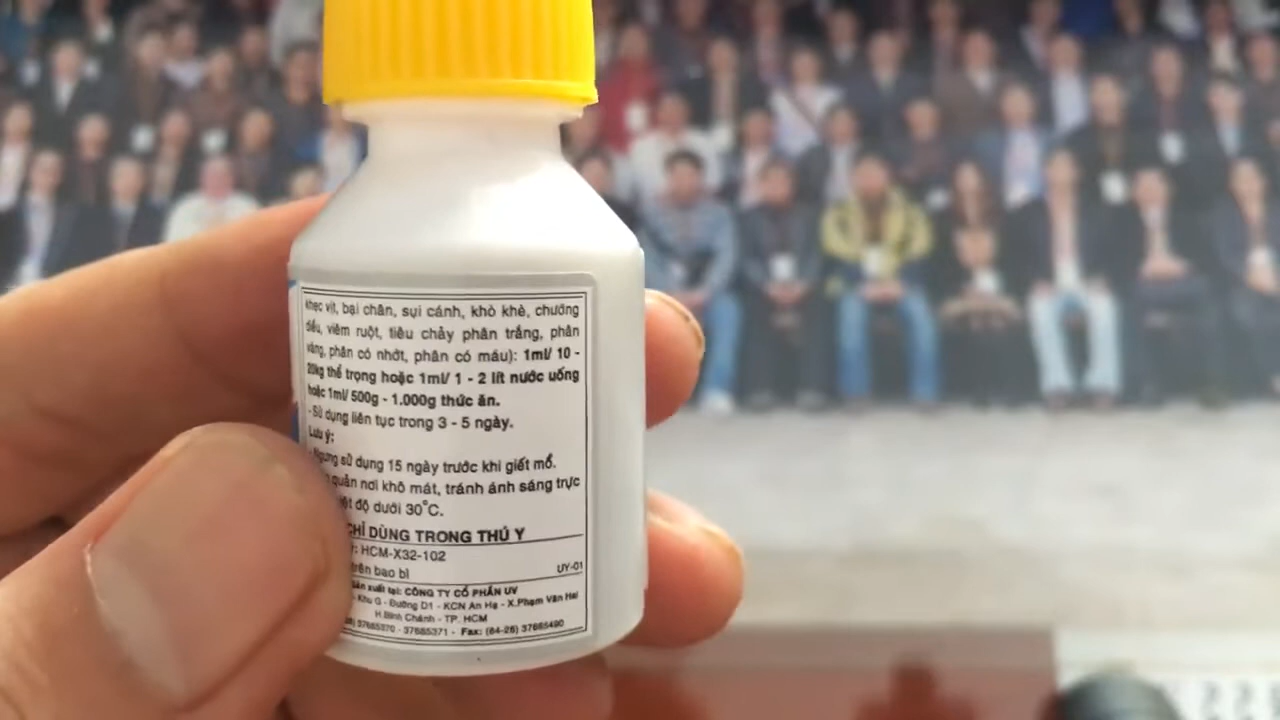 khẹc vịt, bại chân, sụi cánh, khò khè, chướng
diều, viêm ruột, tiêu chảy phân trắng, phân
vàng, phân có nhớt, phân có máu): 1ml/ 10 -
20kg thể trọng hoặc 1ml/ 1 - 2 lít nước uống
hoặc 1ml/ 500g - 1.000g thức ăn.
- Sử dụng liên tục trong 3 - 5 ngày.
Lưu ý:
- Ngưng sử dụng 15 ngày trước khi giết mổ.
quản nơi khô mát, tránh ánh sáng trực
độ dưới 30°C.
CHỈ DÙNG TRONG THÚ Y
: HCM-X32-102
trên bao bì
UY-01
sản xuất tại: CÔNG TY CỔ PHẦN UV
- Khu G - Đường D1 - KCN An Hạ - X.Phạm Văn Hai
H.Bình Chánh - TP. HCM
37685370 - 37685371 - Fax: (84-28) 37685490